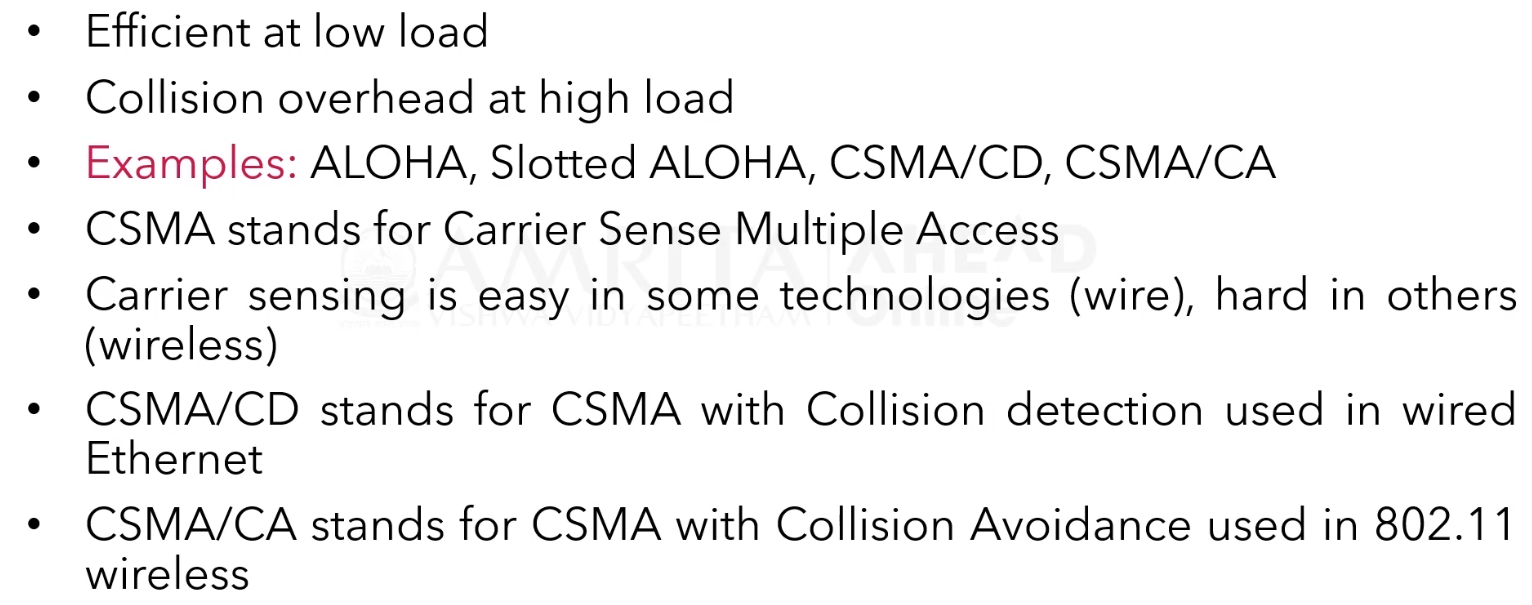 • Efficient at low load
• Collision overhead at high load
• Examples: ALOHA, Slotted ALOHA, CSMA/CD, CSMA/CA
• CSMA stands for Carrier Sense Multiple Access
AMRITA AHEAD
• Carrier sensing is easy in some technologies (wire), hard in others
VISHWA VIDYAPEETHAM Online
(wireless)
• CSMA/CD stands for CSMA with Collision detection used in wired
Ethernet
• CSMA/CA stands for CSMA with Collision Avoidance used in 802.11
wireless